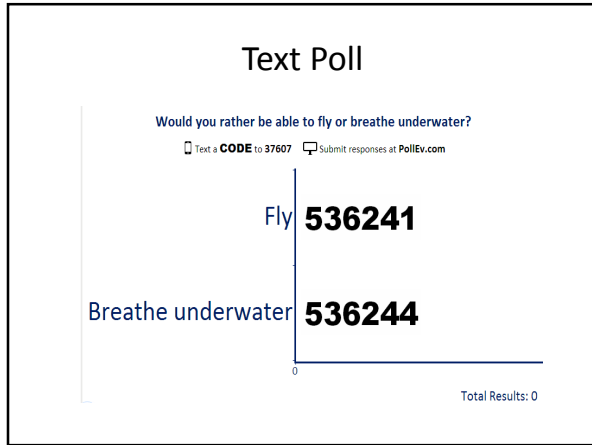 Text Poll
Would you rather be able to fly or breathe underwater?
Text a CODE to 37607 Submit responses at PollEv.com
Fly 536241
Breathe underwater 536244
0
Total Results: 0